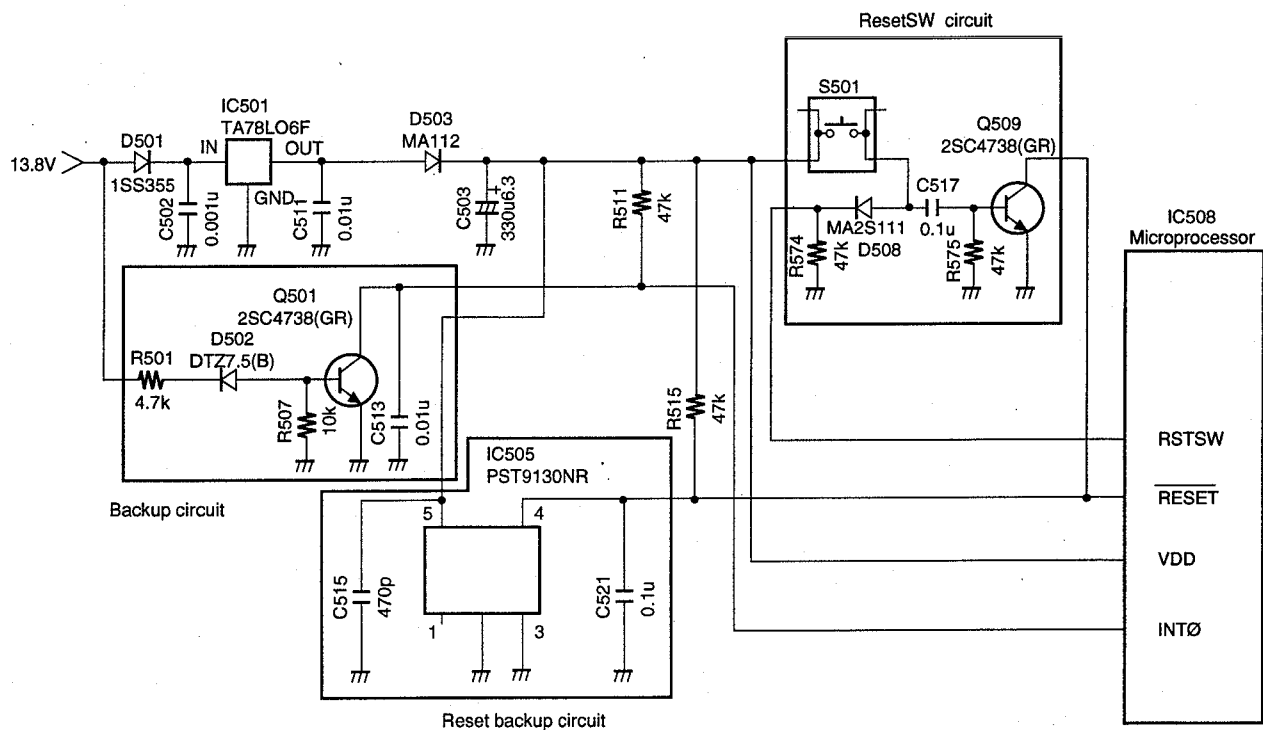 ResetSW circuit
S501
Q509
2SC4738(GR)
C517
0.1u
MA2S111
D508
R574
47k
R575
47k
IC501
TA78LO6F
D501
1SS355
IN
OUT
GND
13.8V
C502
0.001u
C511
0.01u
D503
MA112
+
C503
330u6.3
R511
47k
IC508
Microprocessor
Q501
2SC4738(GR)
D502
DTZ7.5(B)
R501
4.7k
R507
10k
C513
0.01u
Backup circuit
R515
47k
IC505
PST9130NR
5
4
1
3
C515
470p
C521
0.1u
Reset backup circuit
RSTSW
RESET
VDD
INTØ